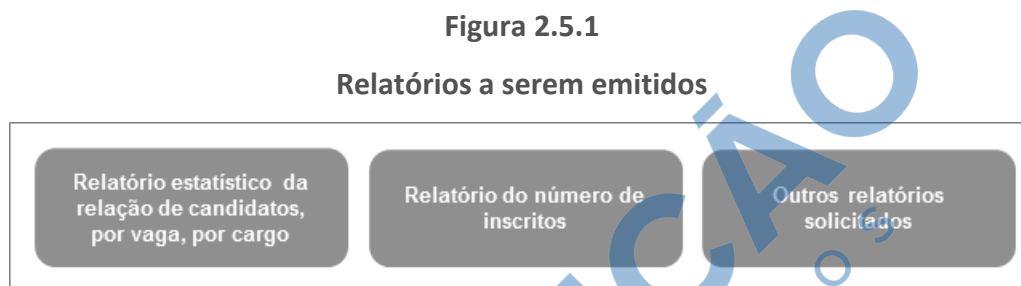 Figura 2.5.1
Relatórios a serem emitidos
Relatório estatístico da
relação de candidatos,
por vaga, por cargo
Relatório do número de
inscritos
Outros relatórios
solicitados